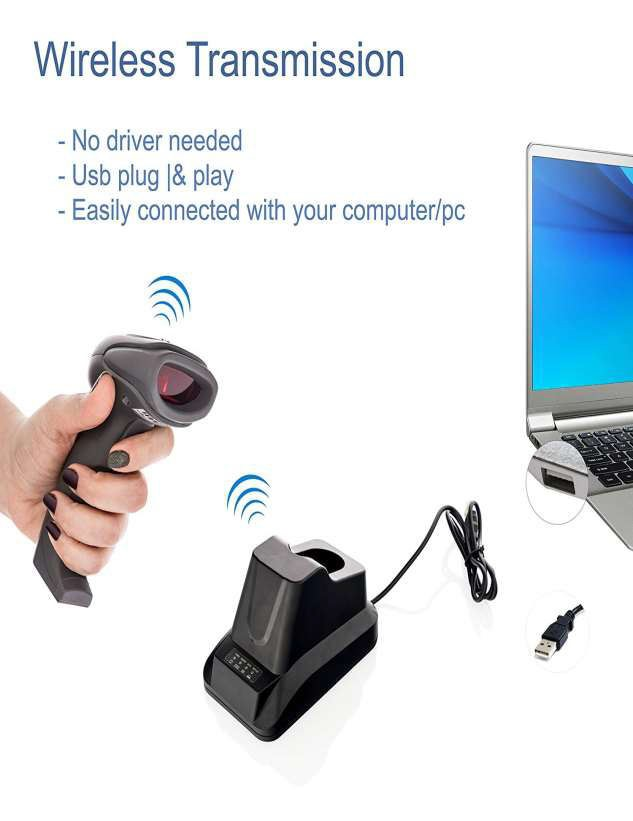 Wireless Transmission
- No driver needed
- Usb plug |& play
- Easily connected with your computer/pc